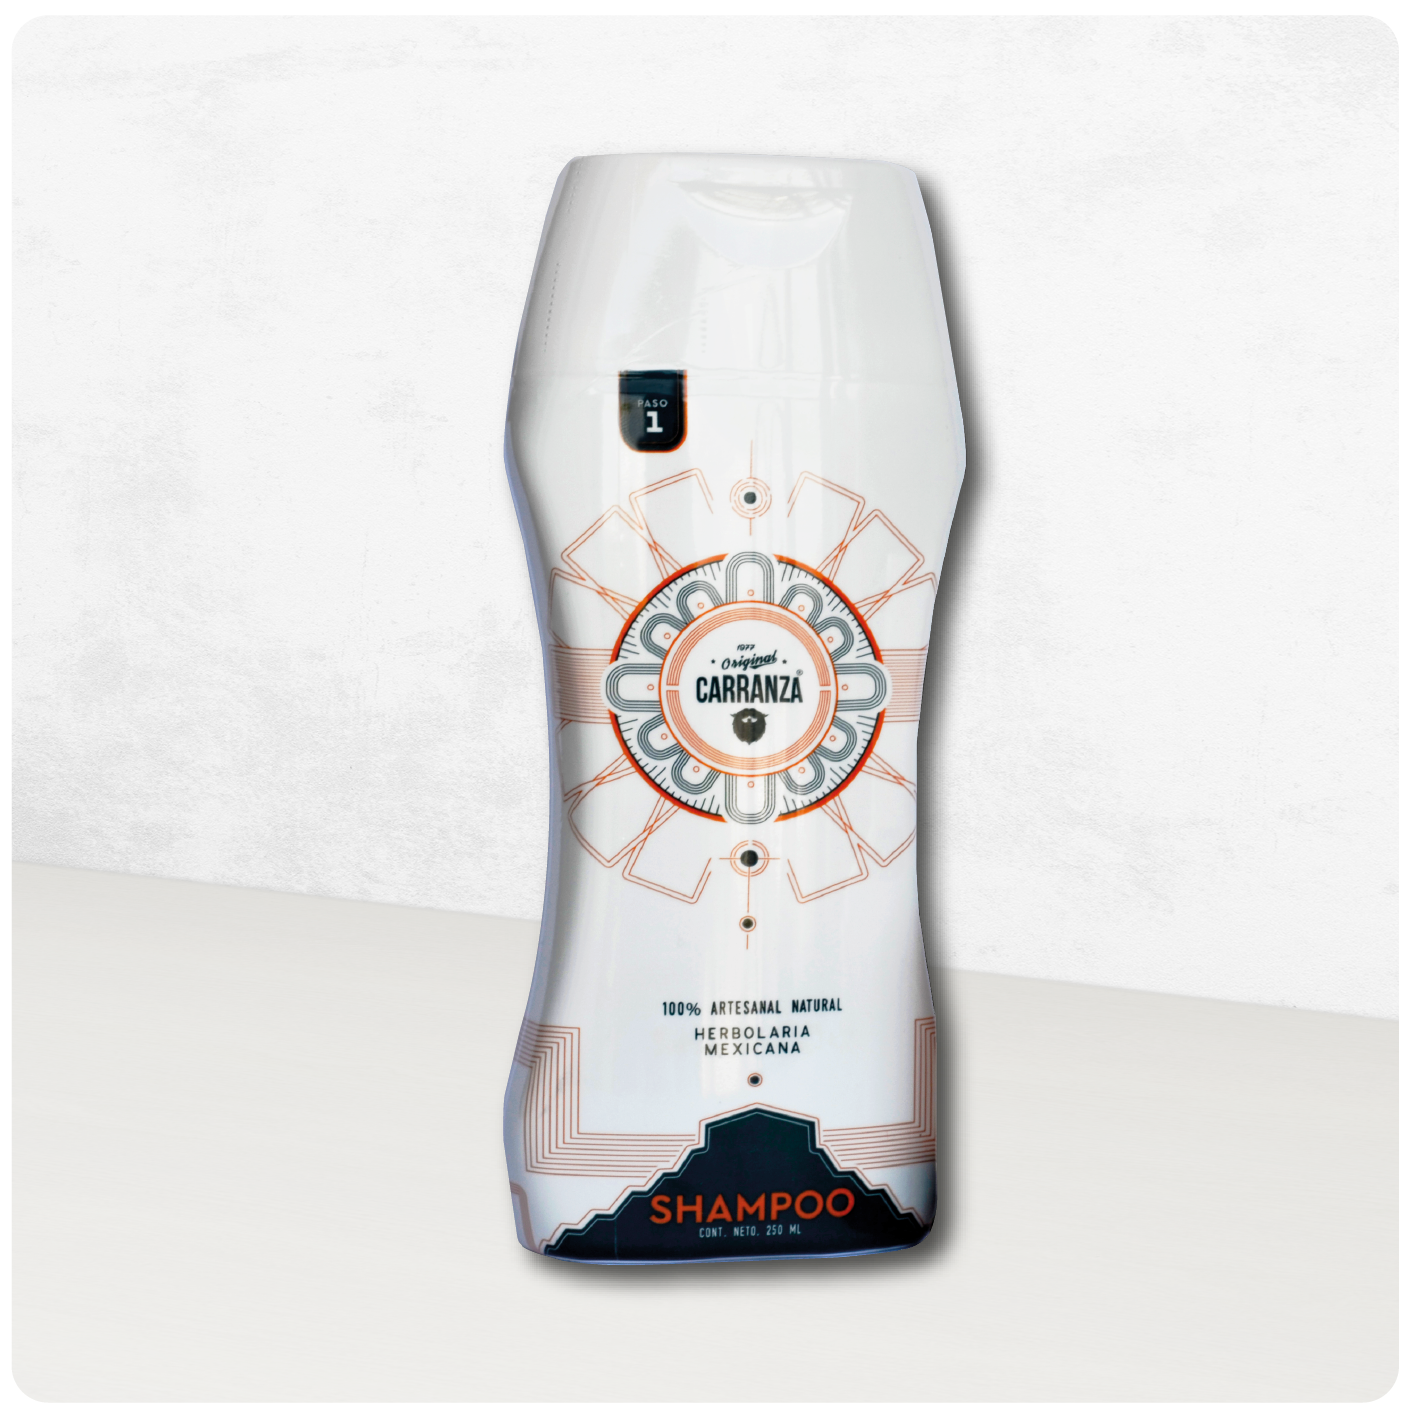 PASO
1
1977
Original
CARRANZA®
100% ARTESANAL NATURAL
HERBOLARIA
MEXICANA
SHAMPOO
CONT. NETO. 250 ML